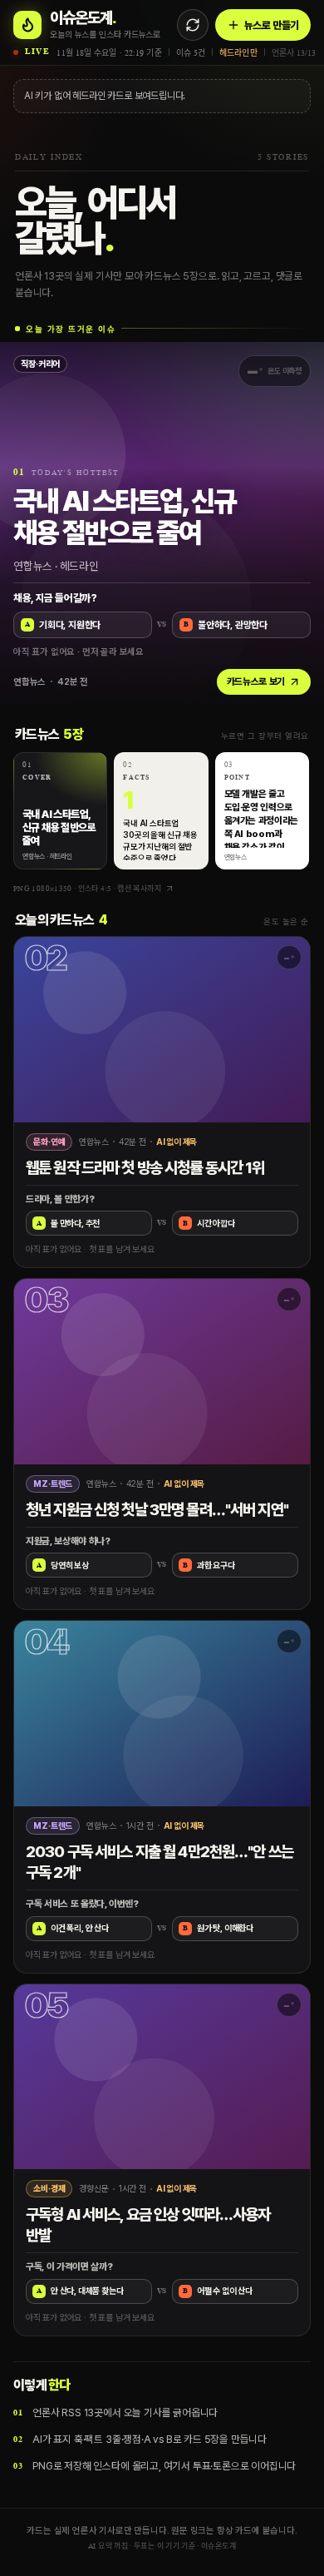 이슈온도계.
오늘의 뉴스를 인스타 카드뉴스로
뉴스로 만들기
LIVE 11월 18일 수요일 · 22:19 기준 | 이슈 5건 | 헤드라인만 | 언론사 13/13
AI 키가 없어 헤드라인 카드로 보여드립니다.
DAILY INDEX 5 STORIES
오늘, 어디서
갈렸나.
언론사 13곳의 실제 기사만 모아 카드뉴스 5장으로. 읽고, 고르고, 댓글로
붙습니다.
오늘 가장 뜨거운 이슈
직장·커리어
—° 온도 미측정
01 TODAY'S HOTTEST
국내 AI 스타트업, 신규
채용 절반으로 줄여
연합뉴스 · 헤드라인
채용, 지금 들어갈까?
A 기회다, 지원한다 VS B 불안하다, 관망한다
아직 표가 없어요 · 먼저 골라 보세요
연합뉴스 · 42분 전
카드뉴스로 보기
카드뉴스 5장 누르면 그 장부터 열려요
01
COVER
국내 AI 스타트업,
신규 채용 절반으로
줄여
연합뉴스 · 헤드라인
02
FACTS
1
국내 AI 스타트업
30곳의 올해 신규 채용
규모가 지난해의 절반
수준으로 줄었다
03
POINT
모델 개발은 줄고
도입·운영 인력으로
옮겨가는 과정이라는
쪽 AI boom과
연합뉴스
PNG 1080×1350 · 인스타 4:5 · 캡션 복사까지
오늘의 카드뉴스 4 온도 높은 순
02
—°
문화·연예 연합뉴스 · 42분 전 · AI 없이 제목
웹툰 원작 드라마 첫 방송 시청률 동시간 1위
드라마, 볼 만한가?
A 볼 만하다, 추천 VS B 시간 아깝다
아직 표가 없어요 · 첫 표를 남겨 보세요
03
—°
MZ·트렌드 연합뉴스 · 42분 전 · AI 없이 제목
청년 지원금 신청 첫날 3만명 몰려…"서버 지연"
지원금, 보상해야 하나?
A 당연히 보상 VS B 과한 요구다
아직 표가 없어요 · 첫 표를 남겨 보세요
04
—°
MZ·트렌드 연합뉴스 · 1시간 전 · AI 없이 제목
2030 구독 서비스 지출 월 4만2천원…"안 쓰는
구독 2개"
구독 서비스 또 올랐다, 이번엔?
A 이건 폭리, 안 산다 VS B 원가 탓, 이해한다
아직 표가 없어요 · 첫 표를 남겨 보세요
05
—°
소비·경제 경향신문 · 1시간 전 · AI 없이 제목
구독형 AI 서비스, 요금 인상 잇따라…사용자
반발
구독, 이 가격이면 살까?
A 안 산다, 대체품 찾는다 VS B 어쩔 수 없이 산다
아직 표가 없어요 · 첫 표를 남겨 보세요
이렇게 한다
01 언론사 RSS 13곳에서 오늘 기사를 긁어옵니다
02 AI가 표지 훅·팩트 3줄·쟁점·A vs B로 카드 5장을 만듭니다
03 PNG로 저장해 인스타에 올리고, 여기서 투표·토론으로 이어집니다
카드는 실제 언론사 기사로만 만듭니다. 원문 링크는 항상 카드에 붙습니다.
AI 요약 꺼짐 · 투표는 이 기기 기준 · 이슈온도계